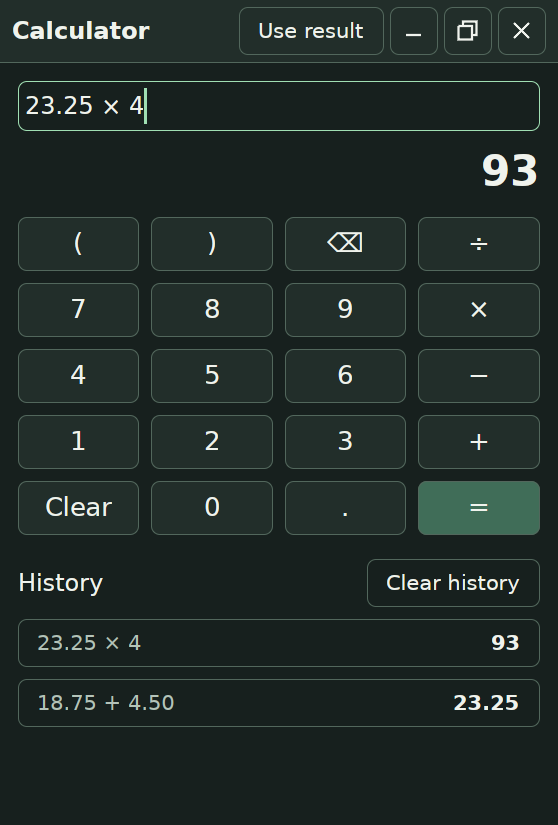 Calculator Use result
23.25 × 4
93
( ) ⌫ ÷
7 8 9 ×
4 5 6 −
1 2 3 +
Clear 0 . =
History Clear history
23.25 × 4 93
18.75 + 4.50 23.25